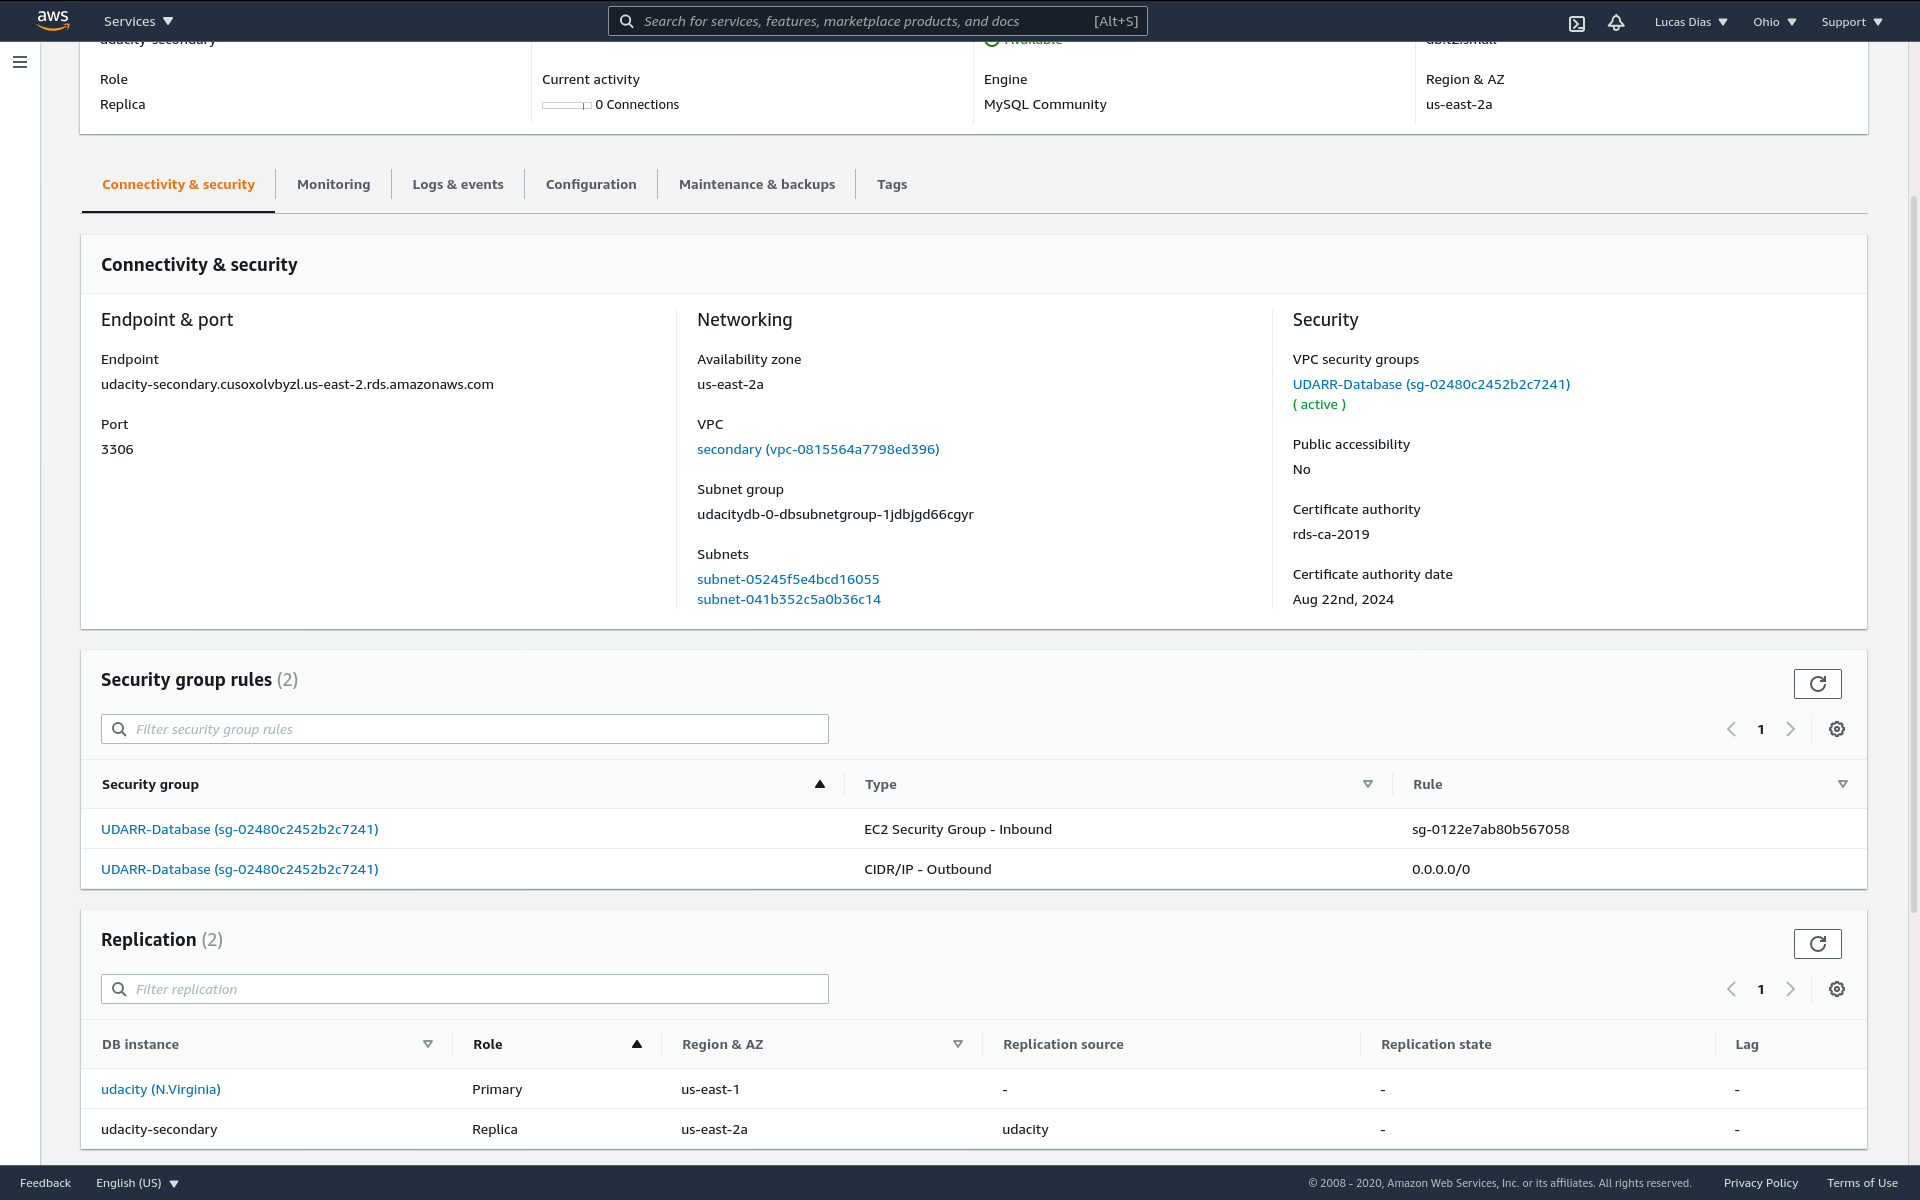 aws
Services
Search for services, features, marketplace products, and docs
[Alt+S]
Lucas Dias
Ohio
Support
udacity-secondary
Available
Role
Replica
Current activity
0 Connections
Engine
MySQL Community
Region & AZ
us-east-2a
Connectivity & security
Monitoring
Logs & events
Configuration
Maintenance & backups
Tags
Connectivity & security
Endpoint & port
Endpoint
udacity-secondary.cusoxolvbyzl.us-east-2.rds.amazonaws.com
Port
3306
Networking
Availability zone
us-east-2a
VPC
secondary (vpc-0815564a7798ed396)
Subnet group
udacitydb-0-dbsubnetgroup-1jdbjgd66cgyr
Subnets
subnet-05245f5e4bcd16055
subnet-041b352c5a0b36c14
Security
VPC security groups
UDARR-Database (sg-02480c2452b2c7241)
( active )
Public accessibility
No
Certificate authority
rds-ca-2019
Certificate authority date
Aug 22nd, 2024
Security group rules (2)
Filter security group rules
1
Security group
Type
Rule
UDARR-Database (sg-02480c2452b2c7241)
EC2 Security Group - Inbound
sg-0122e7ab80b567058
UDARR-Database (sg-02480c2452b2c7241)
CIDR/IP - Outbound
0.0.0.0/0
Replication (2)
Filter replication
1
DB instance
Role
Region & AZ
Replication source
Replication state
Lag
udacity (N.Virginia)
Primary
us-east-1
-
-
-
udacity-secondary
Replica
us-east-2a
udacity
-
-
Feedback
English (US)
© 2008 - 2020, Amazon Web Services, Inc. or its affiliates. All rights reserved.
Privacy Policy
Terms of Use